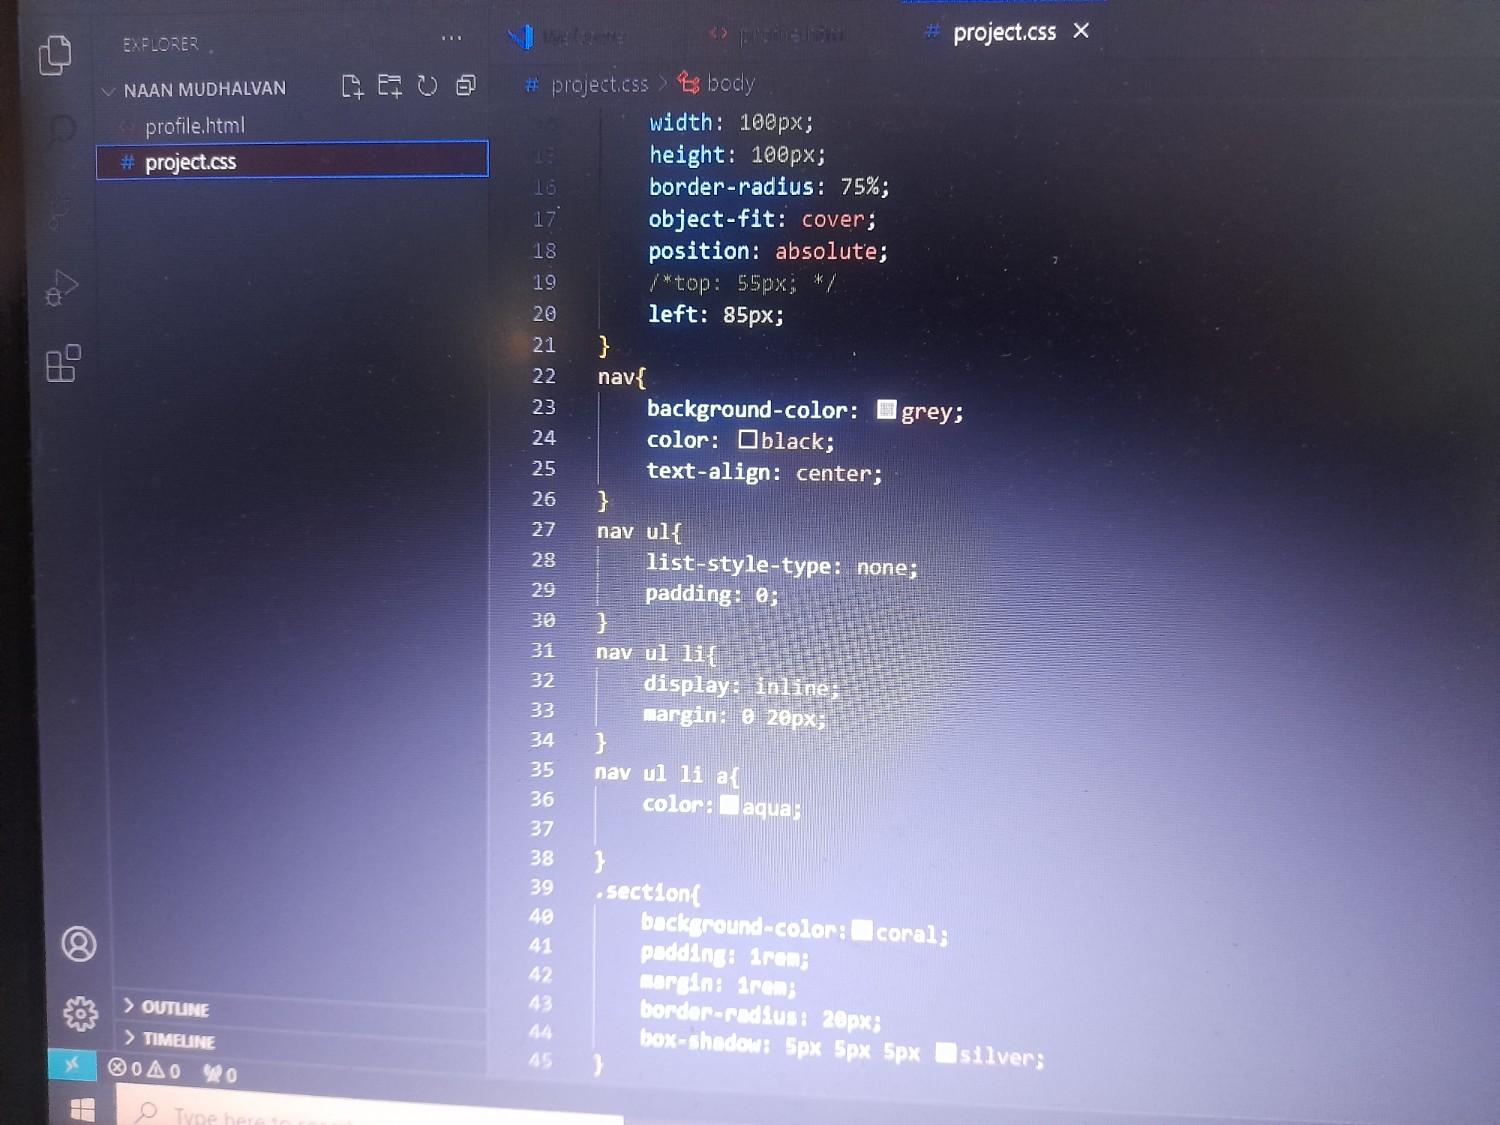 EXPLORER
...
project.css
NAAN MUDHALVAN
project.css > body
profile.html
project.css
width: 100px;
15 height: 100px;
16 border-radius: 75%;
17 object-fit: cover;
18 position: absolute;
19 /*top: 55px; */
20 left: 85px;
21 }
22 nav{
23 background-color: grey;
24 color: black;
25 text-align: center;
26 }
27 nav ul{
28 list-style-type: none;
29 padding: 0;
30 }
31 nav ul li{
32 display: inline;
33 margin: 0 20px;
34 }
35 nav ul li a{
36 color: aqua;
37
38 }
39 .section{
40 background-color: coral;
41 padding: 1rem;
42 margin: 1rem;
43 border-radius: 20px;
44 box-shadow: 5px 5px 5px silver;
45 }
> OUTLINE
> TIMELINE
0 0 0
Type here to